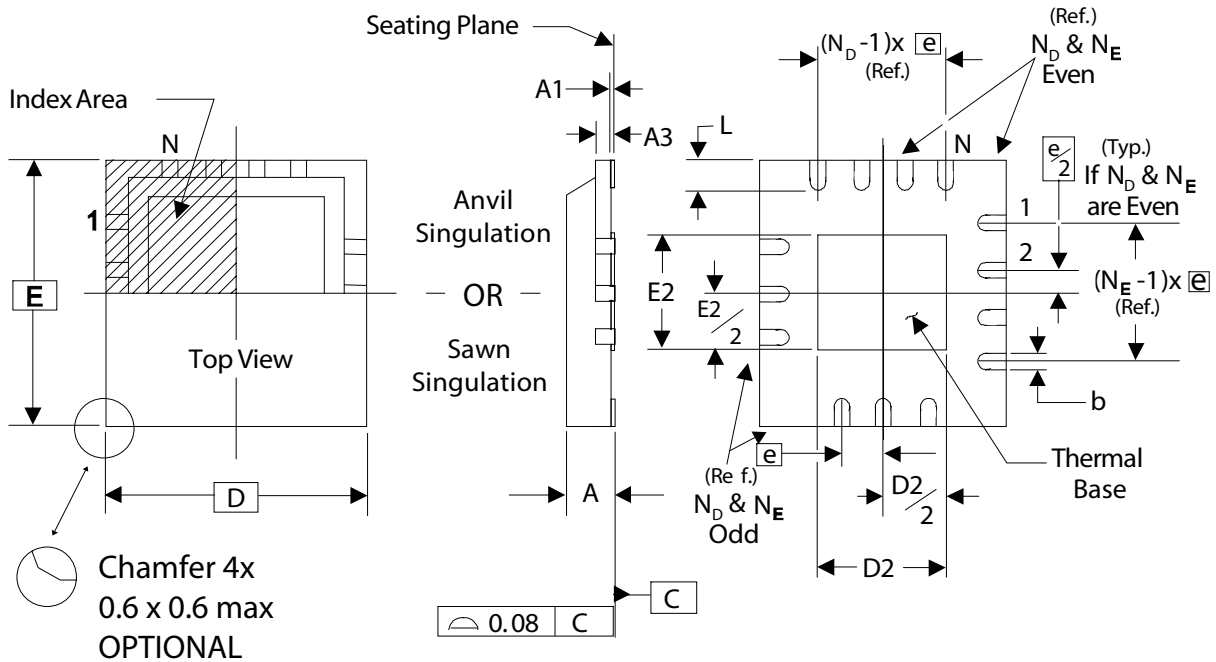 Seating Plane
Index Area
N
1
E
Top View
D
Chamfer 4x
0.6 x 0.6 max
OPTIONAL
A1
A3
L
Anvil
Singulation
OR
Sawn
Singulation
A
0.08 C
C
(N_D -1)x e
(Ref.)
(Ref.)
N_D & N_E
Even
N
e/2
(Typ.)
If N_D & N_E
are Even
1
2
(N_E -1)x e
(Ref.)
E2
E2/2
b
e
(Re f.)
N_D & N_E
Odd
D2/2
D2
Thermal
Base